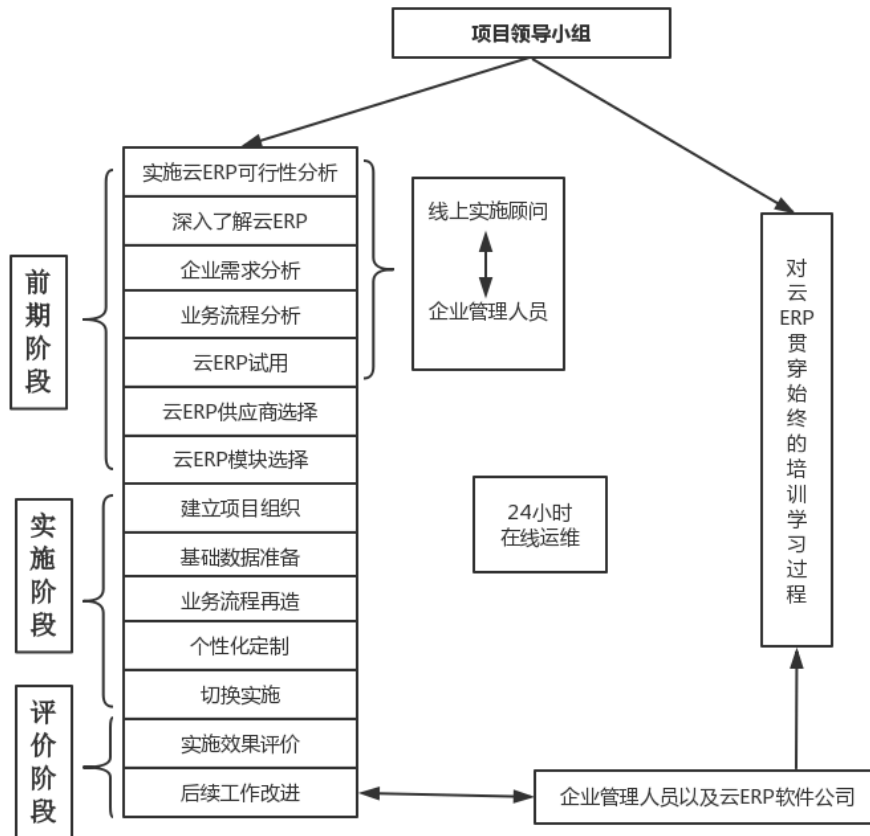 项目领导小组
前期阶段
实施云ERP可行性分析
深入了解云ERP
企业需求分析
业务流程分析
云ERP试用
云ERP供应商选择
云ERP模块选择
线上实施顾问
企业管理人员
对云ERP贯穿始终的培训学习过程
实施阶段
建立项目组织
基础数据准备
业务流程再造
个性化定制
切换实施
24小时
在线运维
评价阶段
实施效果评价
后续工作改进
企业管理人员以及云ERP软件公司